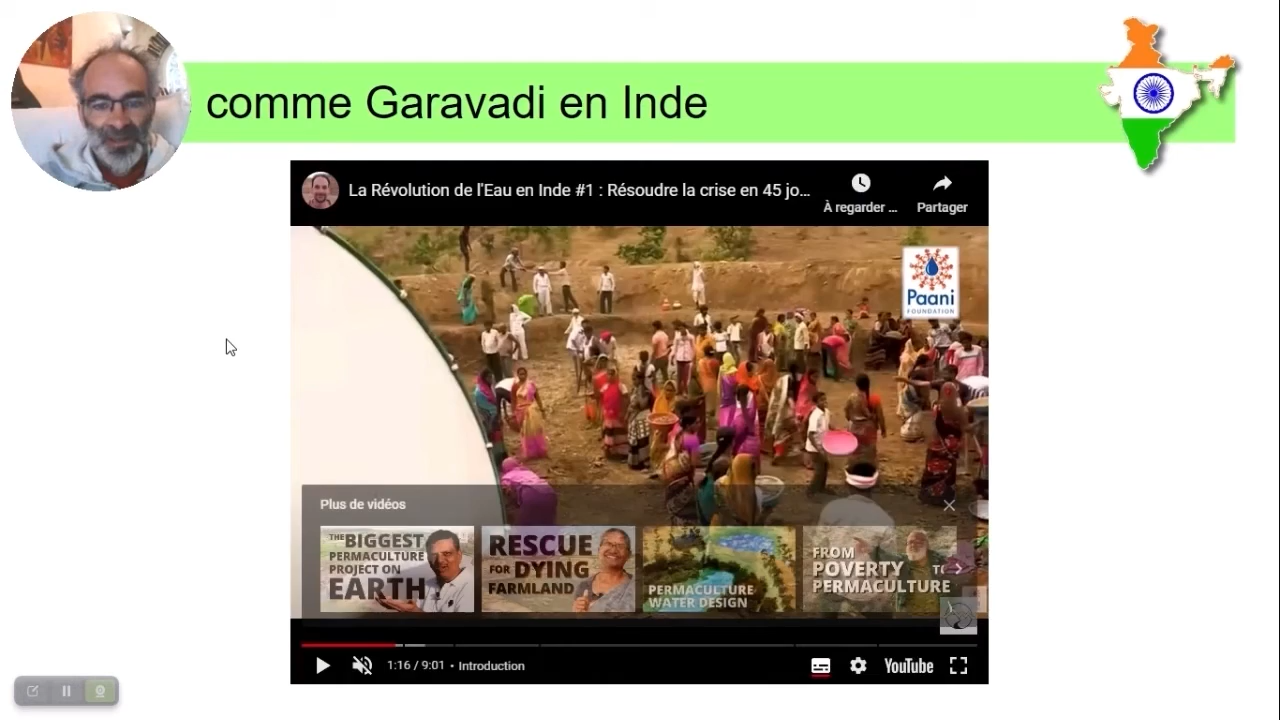 comme Garavadi en Inde
La Révolution de l'Eau en Inde #1 : Résoudre la crise en 45 jo...
À regarder ...
Partager
Paani
FOUNDATION
Plus de vidéos
THE BIGGEST
PERMACULTURE
PROJECT ON
EARTH?
RESCUE
FOR DYING
FARMLAND
PERMACULTURE
WATER DESIGN
FROM
POVERTY TO
PERMACULTURE
1:16 / 9:01 • Introduction
YouTube